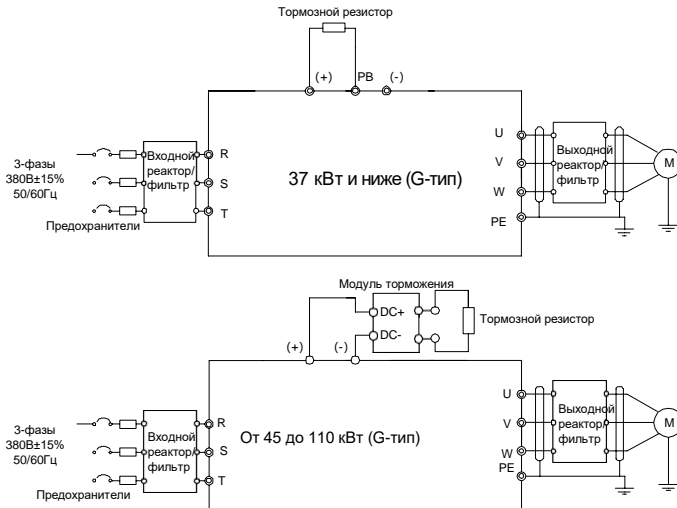 Тормозной резистор
(+) PB (-)
3-фазы
380В±15%
50/60Гц
Предохранители
Входной
реактор/
фильтр
R
S
T
37 кВт и ниже (G-тип)
U
V
W
PE
Выходной
реактор/
фильтр
M
Модуль торможения
DC+
DC-
Тормозной резистор
(+) (-)
3-фазы
380В±15%
50/60Гц
Предохранители
Входной
реактор/
фильтр
R
S
T
От 45 до 110 кВт (G-тип)
U
V
W
PE
Выходной
реактор/
фильтр
M